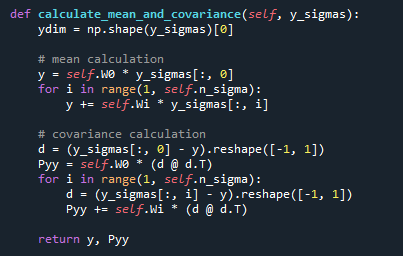 def calculate_mean_and_covariance(self, y_sigmas):
    ydim = np.shape(y_sigmas)[0]

    # mean calculation
    y = self.W0 * y_sigmas[:, 0]
    for i in range(1, self.n_sigma):
        y += self.Wi * y_sigmas[:, i]

    # covariance calculation
    d = (y_sigmas[:, 0] - y).reshape([-1, 1])
    Pyy = self.W0 * (d @ d.T)
    for i in range(1, self.n_sigma):
        d = (y_sigmas[:, i] - y).reshape([-1, 1])
        Pyy += self.Wi * (d @ d.T)

    return y, Pyy